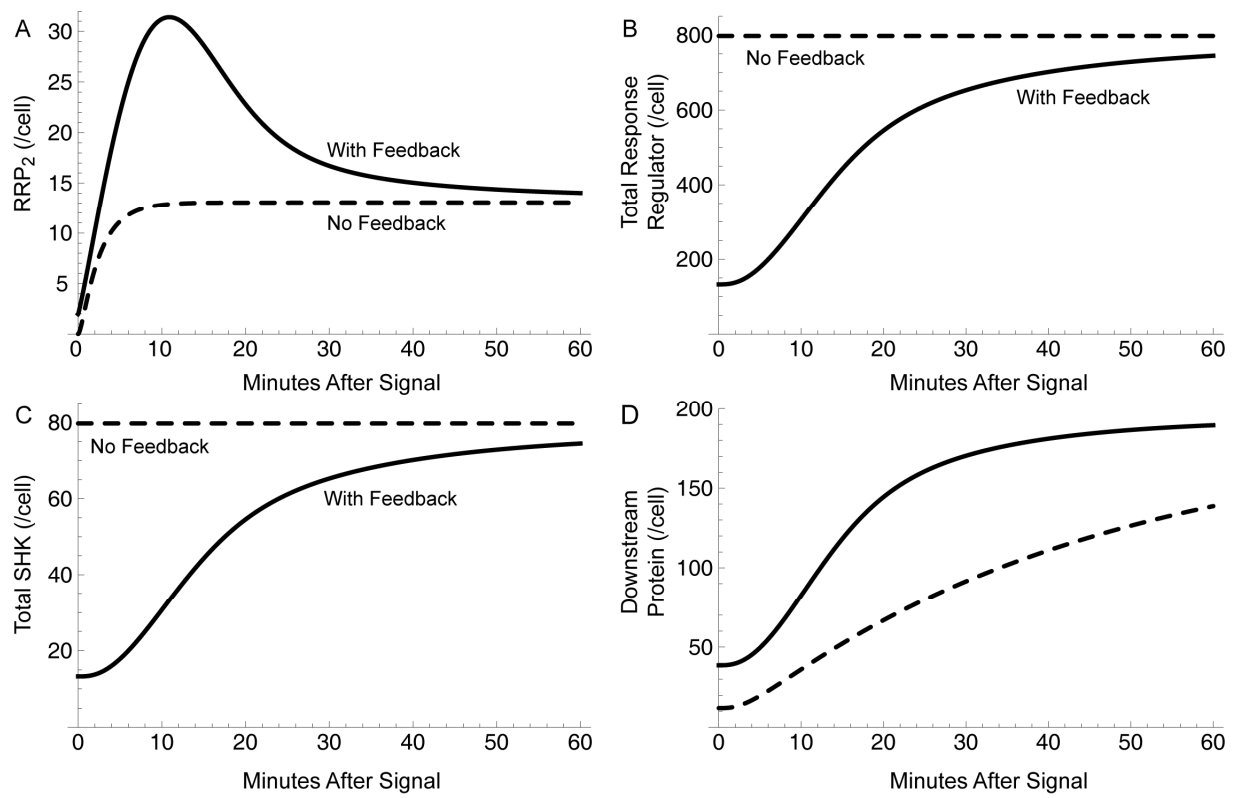 A
RRP2 (/cell)
30
25
20
15
10
5
With Feedback
No Feedback
0 10 20 30 40 50 60
Minutes After Signal
B
Total Response
Regulator (/cell)
800
600
400
200
No Feedback
With Feedback
0 10 20 30 40 50 60
Minutes After Signal
C
Total SHK (/cell)
80
60
40
20
No Feedback
With Feedback
0 10 20 30 40 50 60
Minutes After Signal
D
Downstream
Protein (/cell)
200
150
100
50
0 10 20 30 40 50 60
Minutes After Signal